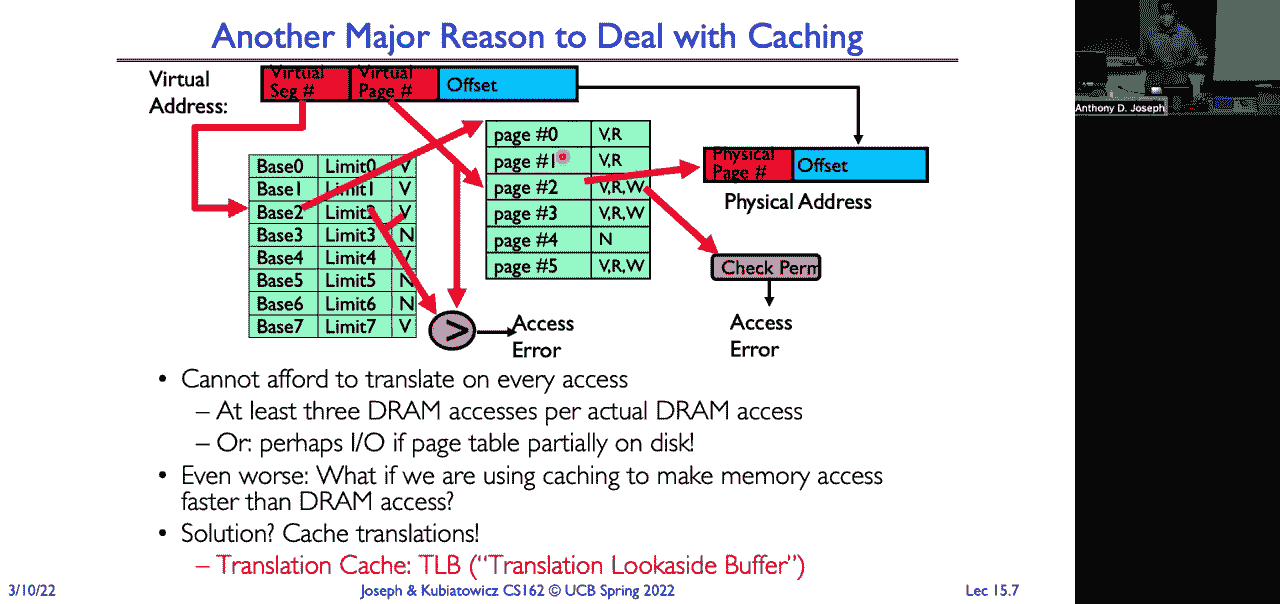 Another Major Reason to Deal with Caching
Virtual
Address:
Virtual
Seg #
Virtual
Page #
Offset
Base0 Limit0 V
Base1 Limit1 V
Base2 Limit2 V
Base3 Limit3 N
Base4 Limit4 V
Base5 Limit5 N
Base6 Limit6 N
Base7 Limit7 V
page #0 V,R
page #1 V,R
page #2 V,R,W
page #3 V,R,W
page #4 N
page #5 V,R,W
>
Access
Error
Physical
Page #
Offset
Physical Address
Check Perm
Access
Error
• Cannot afford to translate on every access
– At least three DRAM accesses per actual DRAM access
– Or: perhaps I/O if page table partially on disk!
• Even worse: What if we are using caching to make memory access
faster than DRAM access?
• Solution? Cache translations!
– Translation Cache: TLB ("Translation Lookaside Buffer")
3/10/22
Joseph & Kubiatowicz CS162 © UCB Spring 2022
Lec 15.7
Anthony D. Joseph